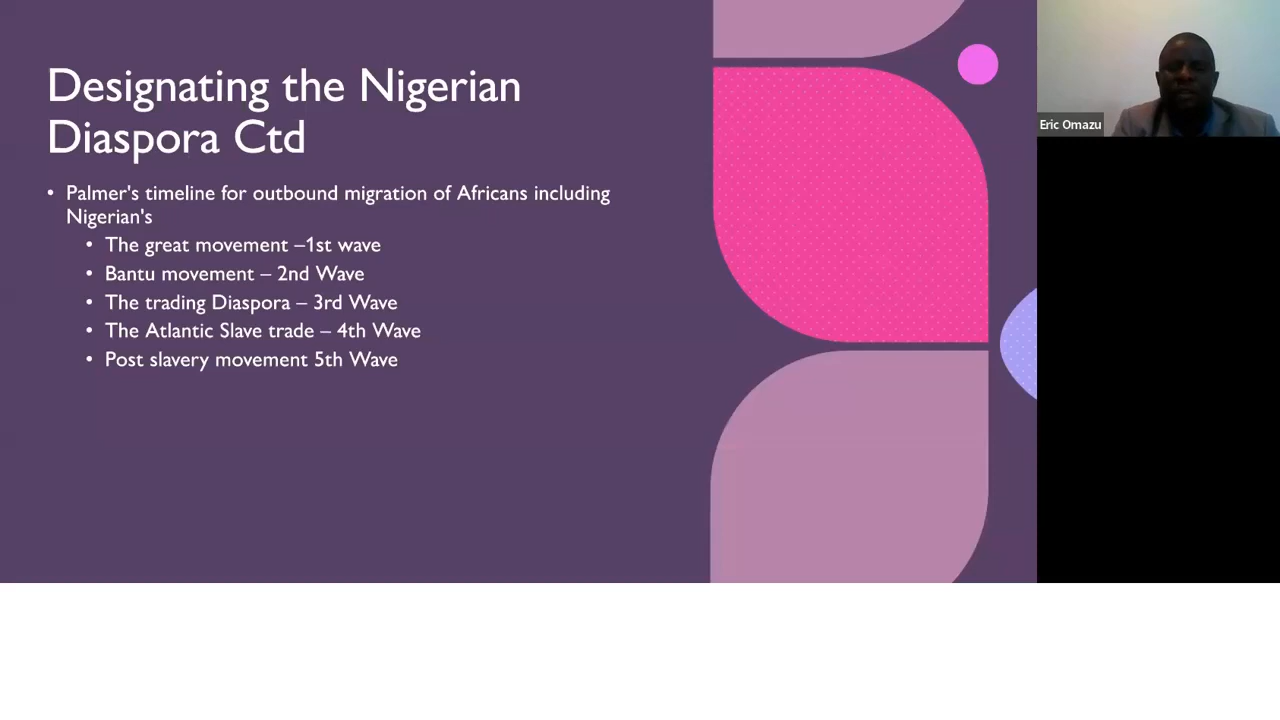 Designating the Nigerian
Diaspora Ctd
• Palmer's timeline for outbound migration of Africans including
Nigerian's
• The great movement –1st wave
• Bantu movement – 2nd Wave
• The trading Diaspora – 3rd Wave
• The Atlantic Slave trade – 4th Wave
• Post slavery movement 5th Wave
Eric Omazu